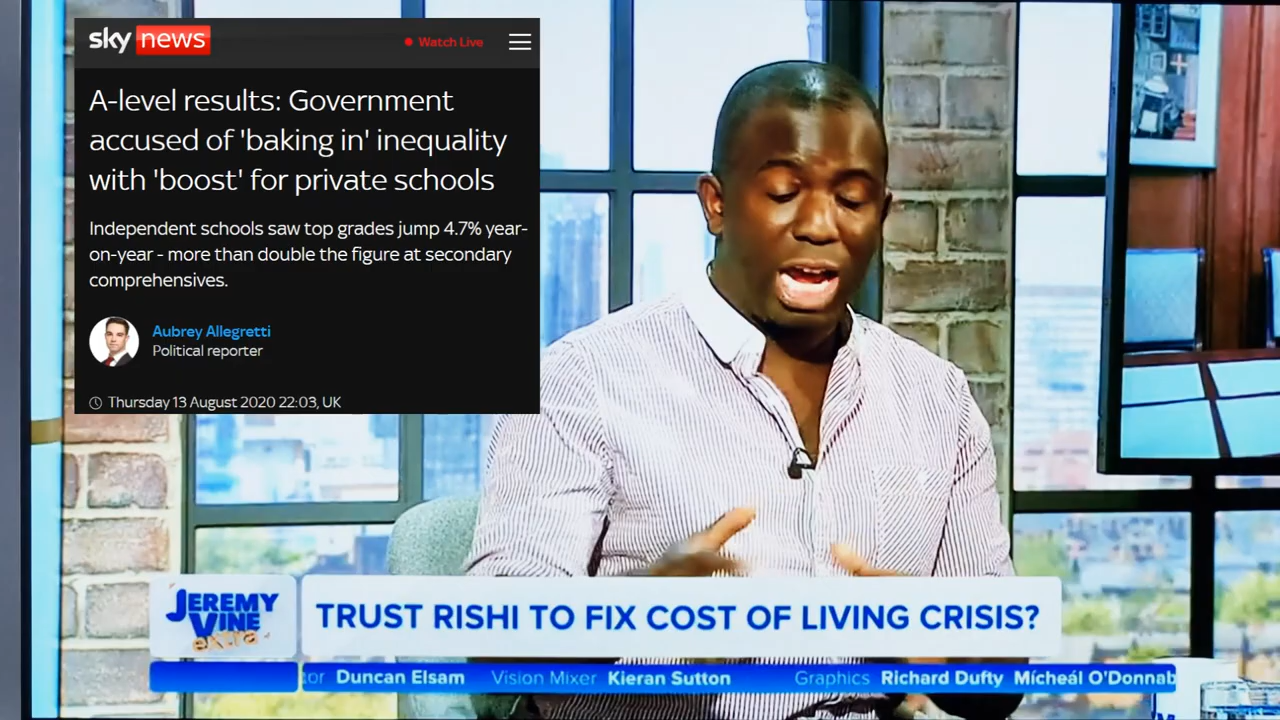 sky news
Watch Live
A-level results: Government
accused of 'baking in' inequality
with 'boost' for private schools
Independent schools saw top grades jump 4.7% year-
on-year - more than double the figure at secondary
comprehensives.
Aubrey Allegretti
Political reporter
Thursday 13 August 2020 22:03, UK
JEREMY
VINE
extra
TRUST RISHI TO FIX COST OF LIVING CRISIS?
tor Duncan Elsam Vision Mixer Kieran Sutton Graphics Richard Dufty Mícheál O'Donnab